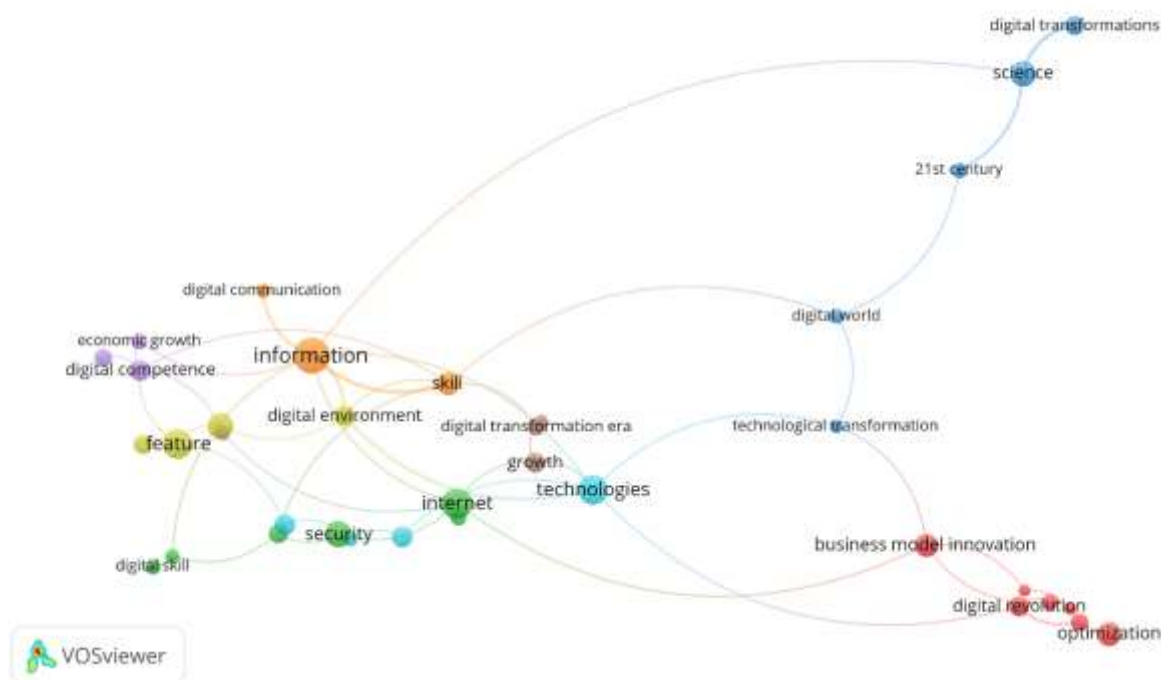 digital transformations
science
21st century
digital communication
digital world
economic growth
information
digital competence
skill
digital environment
digital transformation era
technological transformation
feature
growth
technologies
internet
security
business model innovation
digital skill
digital revolution
optimization
VOSviewer